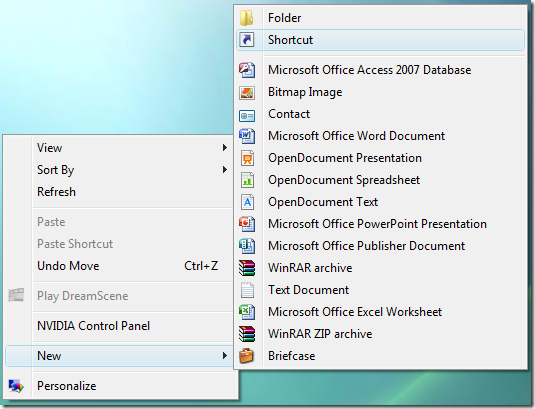 View
Sort By
Refresh
Paste
Paste Shortcut
Undo Move Ctrl+Z
Play DreamScene
NVIDIA Control Panel
New
Personalize
Folder
Shortcut
Microsoft Office Access 2007 Database
Bitmap Image
Contact
Microsoft Office Word Document
OpenDocument Presentation
OpenDocument Spreadsheet
OpenDocument Text
Microsoft Office PowerPoint Presentation
Microsoft Office Publisher Document
WinRAR archive
Text Document
Microsoft Office Excel Worksheet
WinRAR ZIP archive
Briefcase